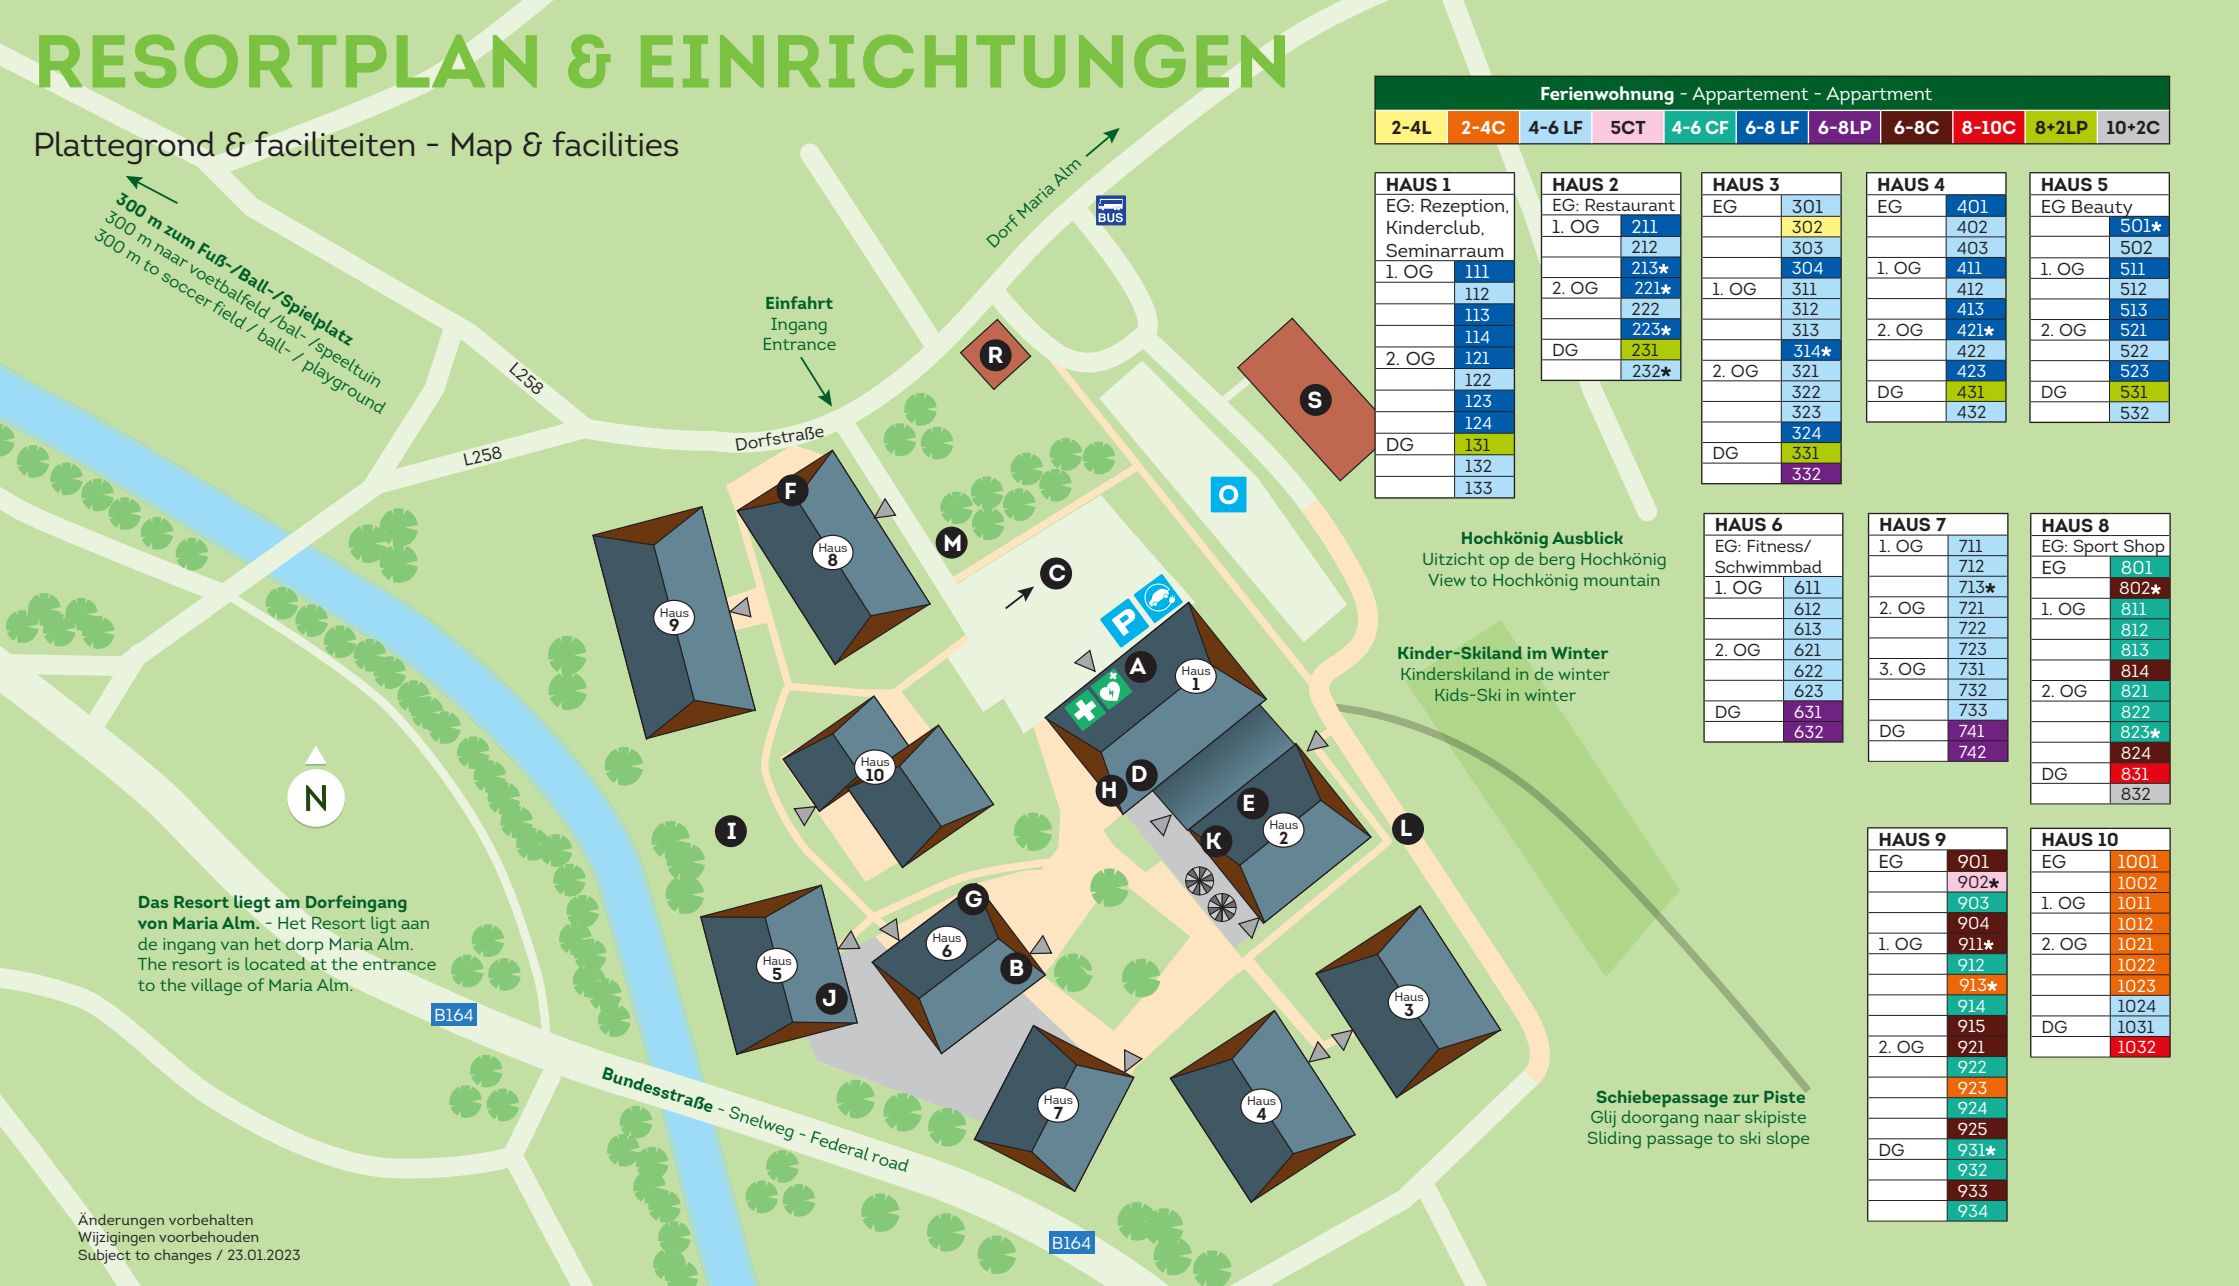 RESORTPLAN & EINRICHTUNGEN
Plattegrond & faciliteiten - Map & facilities
300 m zum Fuß-/Ball-/Spielplatz
300 m naar voetbalfeld /bal- /speeltuin
300 m to soccer field / ball- / playground
Dorf Maria Alm
BUS
Einfahrt
Ingang
Entrance
L258
L258
Dorfstraße
R
S
O
F
M
C
P
A
H
D
E
K
L
I
G
B
J
N
Haus
8
Haus
9
Haus
1
Haus
10
Haus
2
Haus
6
Haus
5
Haus
3
Haus
7
Haus
4
Hochkönig Ausblick
Uitzicht op de berg Hochkönig
View to Hochkönig mountain
Kinder-Skiland im Winter
Kinderskiland in de winter
Kids-Ski in winter
Das Resort liegt am Dorfeingang
von Maria Alm. - Het Resort ligt aan
de ingang van het dorp Maria Alm.
The resort is located at the entrance
to the village of Maria Alm.
B164
Bundesstraße - Snelweg - Federal road
B164
Schiebepassage zur Piste
Glij doorgang naar skipiste
Sliding passage to ski slope
Änderungen vorbehalten
Wijzigingen voorbehouden
Subject to changes / 23.01.2023
Ferienwohnung - Appartement - Appartment
2-4L 2-4C 4-6 LF 5CT 4-6 CF 6-8 LF 6-8LP 6-8C 8-10C 8+2LP 10+2C
HAUS 1
EG: Rezeption,
Kinderclub,
Seminarraum
1. OG 111
112
113
114
2. OG 121
122
123
124
DG 131
132
133
HAUS 2
EG: Restaurant
1. OG 211
212
213*
2. OG 221*
222
223*
DG 231
232*
HAUS 3
EG 301
302
303
304
1. OG 311
312
313
314*
2. OG 321
322
323
324
DG 331
332
HAUS 4
EG 401
402
403
1. OG 411
412
413
2. OG 421*
422
423
DG 431
432
HAUS 5
EG Beauty
501*
502
1. OG 511
512
513
2. OG 521
522
523
DG 531
532
HAUS 6
EG: Fitness/
Schwimmbad
1. OG 611
612
613
2. OG 621
622
623
DG 631
632
HAUS 7
1. OG 711
712
713*
2. OG 721
722
723
3. OG 731
732
733
DG 741
742
HAUS 8
EG: Sport Shop
EG 801
802*
1. OG 811
812
813
814
2. OG 821
822
823*
824
DG 831
832
HAUS 9
EG 901
902*
903
904
1. OG 911*
912
913*
914
915
2. OG 921
922
923
924
925
DG 931*
932
933
934
HAUS 10
EG 1001
1002
1. OG 1011
1012
2. OG 1021
1022
1023
1024
DG 1031
1032